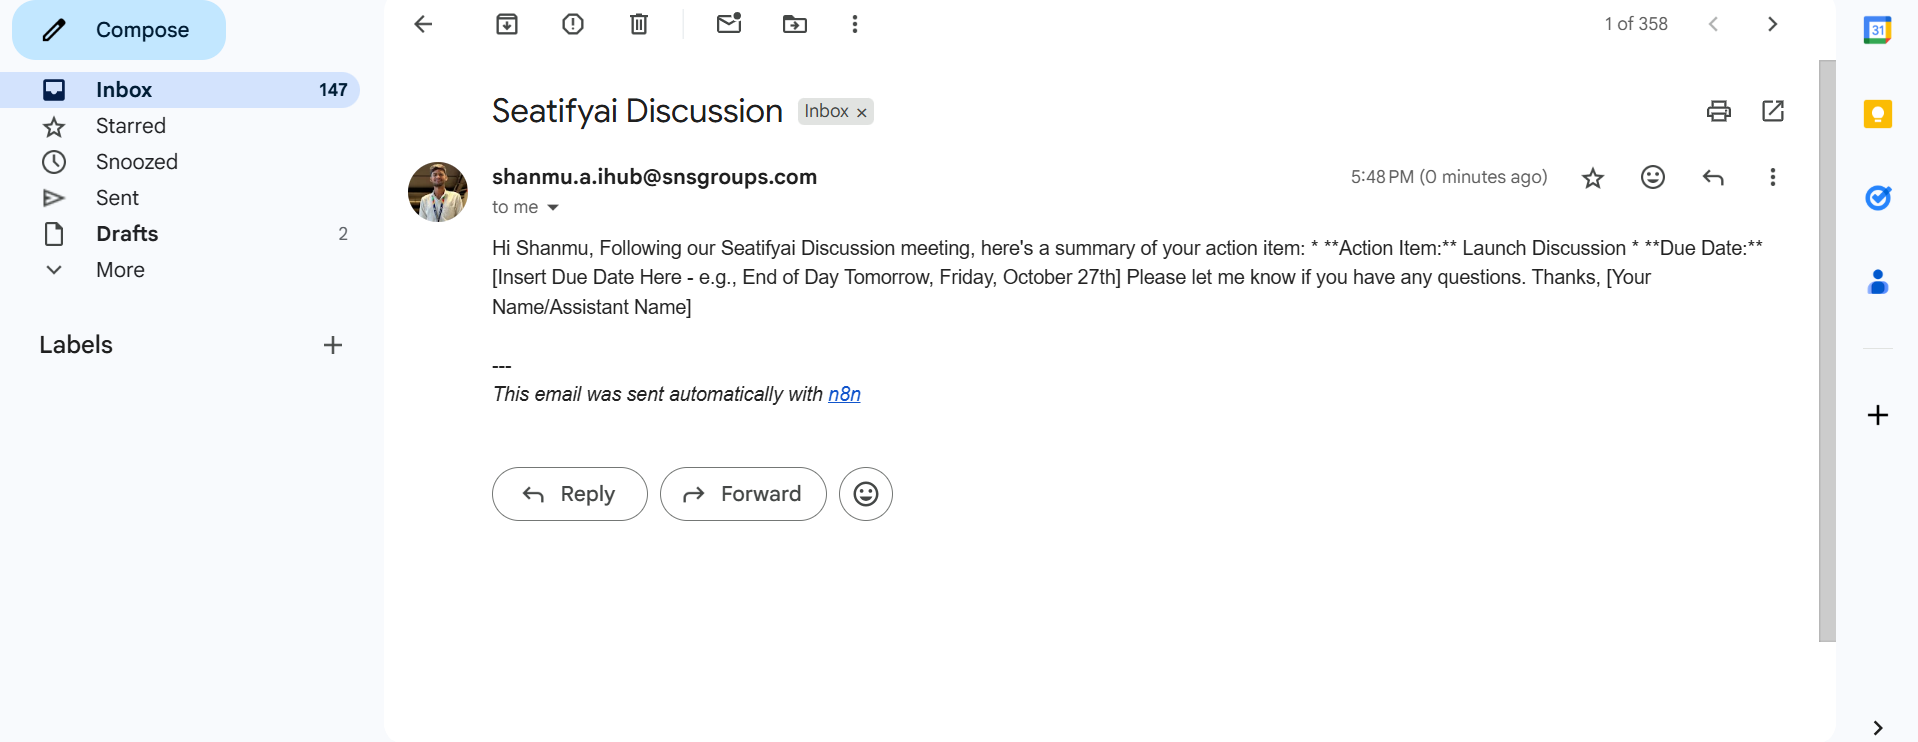 Compose
Inbox 147
Starred
Snoozed
Sent
Drafts 2
More
Labels
1 of 358
Seatifyai Discussion Inbox ×
shanmu.a.ihub@snsgroups.com 5:48 PM (0 minutes ago)
to me
Hi Shanmu, Following our Seatifyai Discussion meeting, here's a summary of your action item: * **Action Item:** Launch Discussion * **Due Date:**
[Insert Due Date Here - e.g., End of Day Tomorrow, Friday, October 27th] Please let me know if you have any questions. Thanks, [Your
Name/Assistant Name]
---
This email was sent automatically with n8n
Reply Forward
31